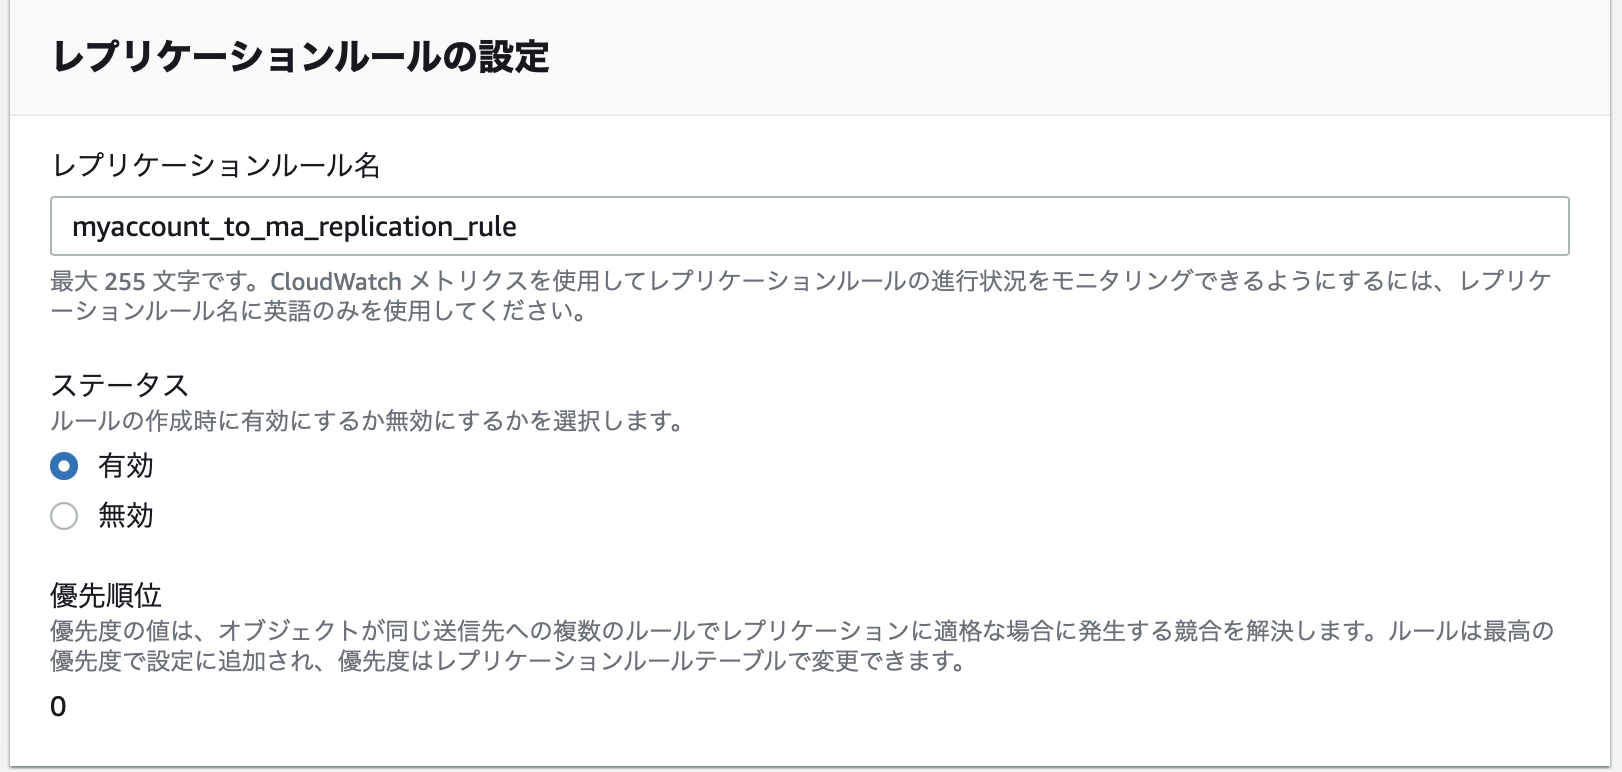 レプリケーションルールの設定
レプリケーションルール名
myaccount_to_ma_replication_rule
最大 255 文字です。CloudWatch メトリクスを使用してレプリケーションルールの進行状況をモニタリングできるようにするには、レプリケ
ーションルール名に英語のみを使用してください。
ステータス
ルールの作成時に有効にするか無効にするかを選択します。
有効
無効
優先順位
優先度の値は、オブジェクトが同じ送信先への複数のルールでレプリケーションに適格な場合に発生する競合を解決します。ルールは最高の
優先度で設定に追加され、優先度はレプリケーションルールテーブルで変更できます。
0